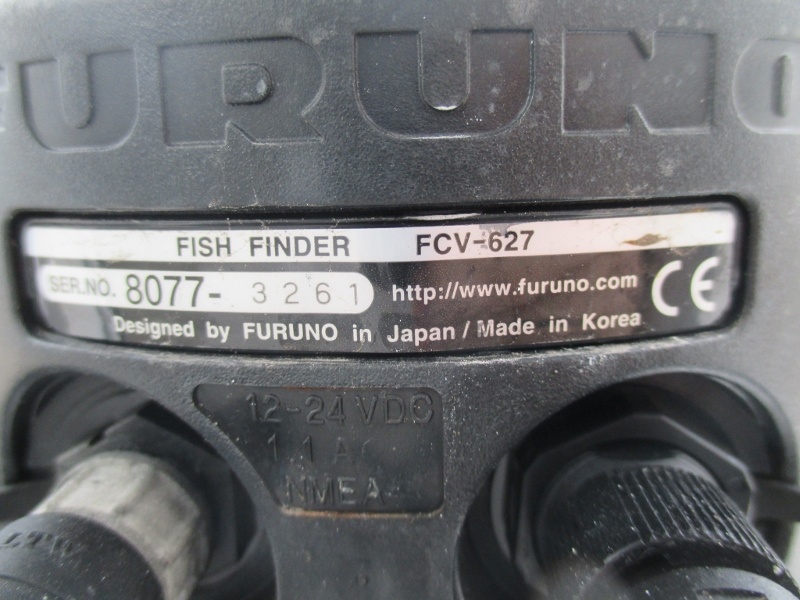 FURUNO
FISH FINDER FCV-627
SER.NO. 8077- 3261 http://www.furuno.com CE
Designed by FURUNO in Japan / Made in Korea
12-24 VDC
NMEA